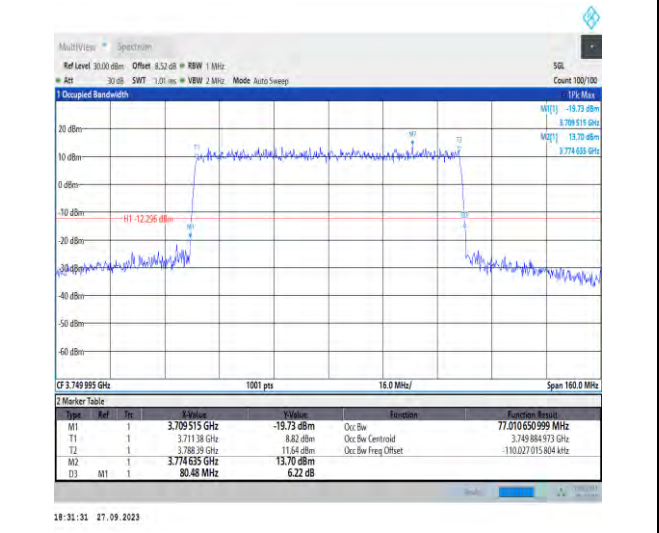 MultiView Spectrum
Ref Level 30.00 dBm Offset 8.52 dB RBW 1 MHz SGL
Att 30 dB SWT 1.01 ms VBW 2 MHz Mode Auto Sweep Count 100/100
1 Occupied Bandwidth 1Pk Max
M1[1] -19.73 dBm
3.709 515 GHz
M2[1] 13.70 dBm
3.774 635 GHz
20 dBm
M2
T1 T2
10 dBm
0 dBm
-10 dBm
H1 -12.296 dBm
D3
M1
-20 dBm
-30 dBm
-40 dBm
-50 dBm
-60 dBm
CF 3.749 995 GHz 1001 pts 16.0 MHz/ Span 160.0 MHz
2 Marker Table
Type Ref Trc X-Value Y-Value Function Function Result
M1 1 3.709 515 GHz -19.73 dBm Occ Bw 77.010 650 999 MHz
T1 1 3.711 38 GHz 8.82 dBm Occ Bw Centroid 3.749 884 973 GHz
T2 1 3.788 39 GHz 11.64 dBm Occ Bw Freq Offset -110.027 015 804 kHz
M2 1 3.774 635 GHz 13.70 dBm
D3 M1 1 80.48 MHz 6.22 dB
18:31:31 27.09.2023